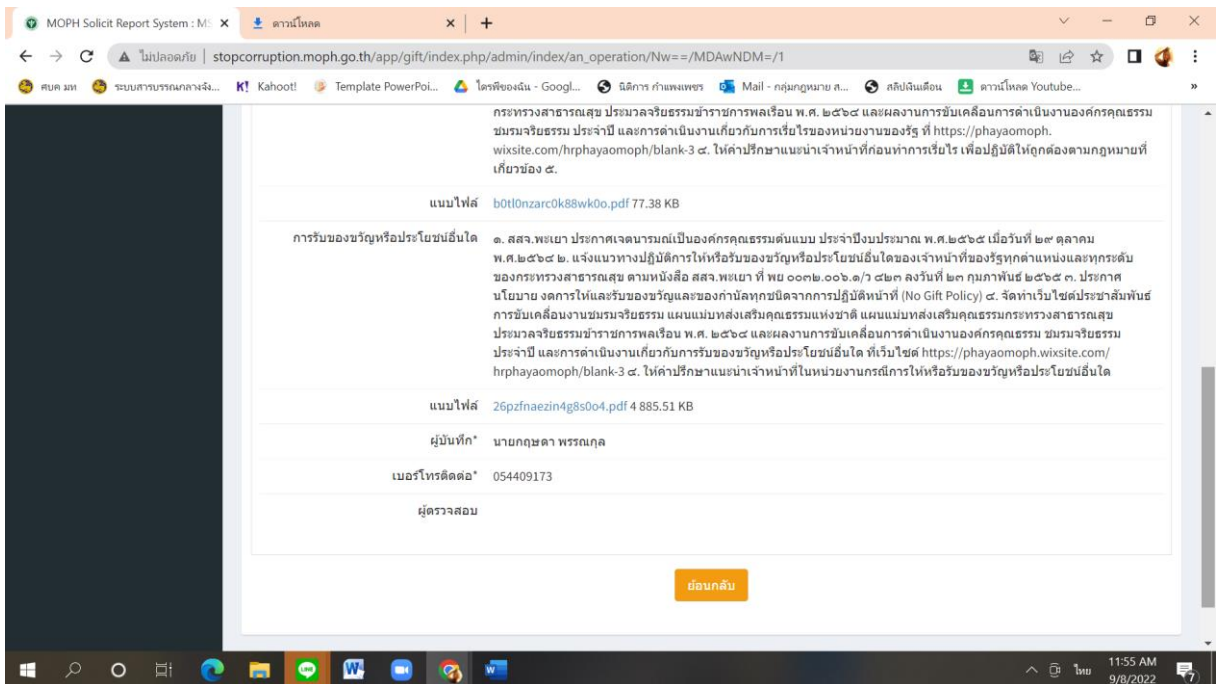 MOPH Solicit Report System : MS
ดาวน์โหลด
ไม่ปลอดภัย
stopcorruption.moph.go.th/app/gift/index.php/admin/index/an_operation/Nw==/MDAwNDM=/1
ศบค มท
ระบบสารบรรณกลางจัง...
Kahoot!
Template PowerPoi...
ไดรฟ์ของฉัน - Googl...
นิติการ กำแพงเพชร
Mail - กลุ่มกฎหมาย ส...
สลิปเงินเดือน
ดาวน์โหลด Youtube...
»
กระทรวงสาธารณสุข ประมวลจริยธรรมข้าราชการพลเรือน พ.ศ. ๒๕๖๔ และผลงานการขับเคลื่อนการดำเนินงานองค์กรคุณธรรม
ชมรมจริยธรรม ประจำปี และการดำเนินงานเกี่ยวกับการเรี่ยไรของหน่วยงานของรัฐ ที่ https://phayaomoph.
wixsite.com/hrphayaomoph/blank-3 ๔. ให้คำปรึกษาแนะนำเจ้าหน้าที่ก่อนทำการเรี่ยไร เพื่อปฏิบัติให้ถูกต้องตามกฎหมายที่
เกี่ยวข้อง ๕.
แนบไฟล์ b0tl0nzarc0k88wk0o.pdf 77.38 KB
การรับของขวัญหรือประโยชน์อื่นใด ๑. สสจ.พะเยา ประกาศเจตนารมณ์เป็นองค์กรคุณธรรมต้นแบบ ประจำปีงบประมาณ พ.ศ.๒๕๖๕ เมื่อวันที่ ๒๙ ตุลาคม
พ.ศ.๒๕๖๔ ๒. แจ้งแนวทางปฏิบัติการให้หรือรับของขวัญหรือประโยชน์อื่นใดของเจ้าหน้าที่ของรัฐทุกตำแหน่งและทุกระดับ
ของกระทรวงสาธารณสุข ตามหนังสือ สสจ.พะเยา ที่ พย ๐๐๓๒.๐๐๖.๑/ว ๔๒๓ ลงวันที่ ๒๓ กุมภาพันธ์ ๒๕๖๕ ๓. ประกาศ
นโยบาย งดการให้และรับของขวัญและของกำนัลทุกชนิดจากการปฏิบัติหน้าที่ (No Gift Policy) ๔. จัดทำเว็บไซต์ประชาสัมพันธ์
การขับเคลื่อนงานชมรมจริยธรรม แผนแม่บทส่งเสริมคุณธรรมแห่งชาติ แผนแม่บทส่งเสริมคุณธรรมกระทรวงสาธารณสุข
ประมวลจริยธรรมข้าราชการพลเรือน พ.ศ. ๒๕๖๔ และผลงานการขับเคลื่อนการดำเนินงานองค์กรคุณธรรม ชมรมจริยธรรม
ประจำปี และการดำเนินงานเกี่ยวกับการรับของขวัญหรือประโยชน์อื่นใด ที่เว็บไซต์ https://phayaomoph.wixsite.com/
hrphayaomoph/blank-3 ๔. ให้คำปรึกษาแนะนำเจ้าหน้าที่ในหน่วยงานกรณีการให้หรือรับของขวัญหรือประโยชน์อื่นใด
แนบไฟล์ 26pzfnaezin4g8s0o4.pdf 4 885.51 KB
ผู้บันทึก* นายกฤษดา พรรณกุล
เบอร์โทรติดต่อ* 054409173
ผู้ตรวจสอบ
ย้อนกลับ
ไทย
11:55 AM
9/8/2022
7